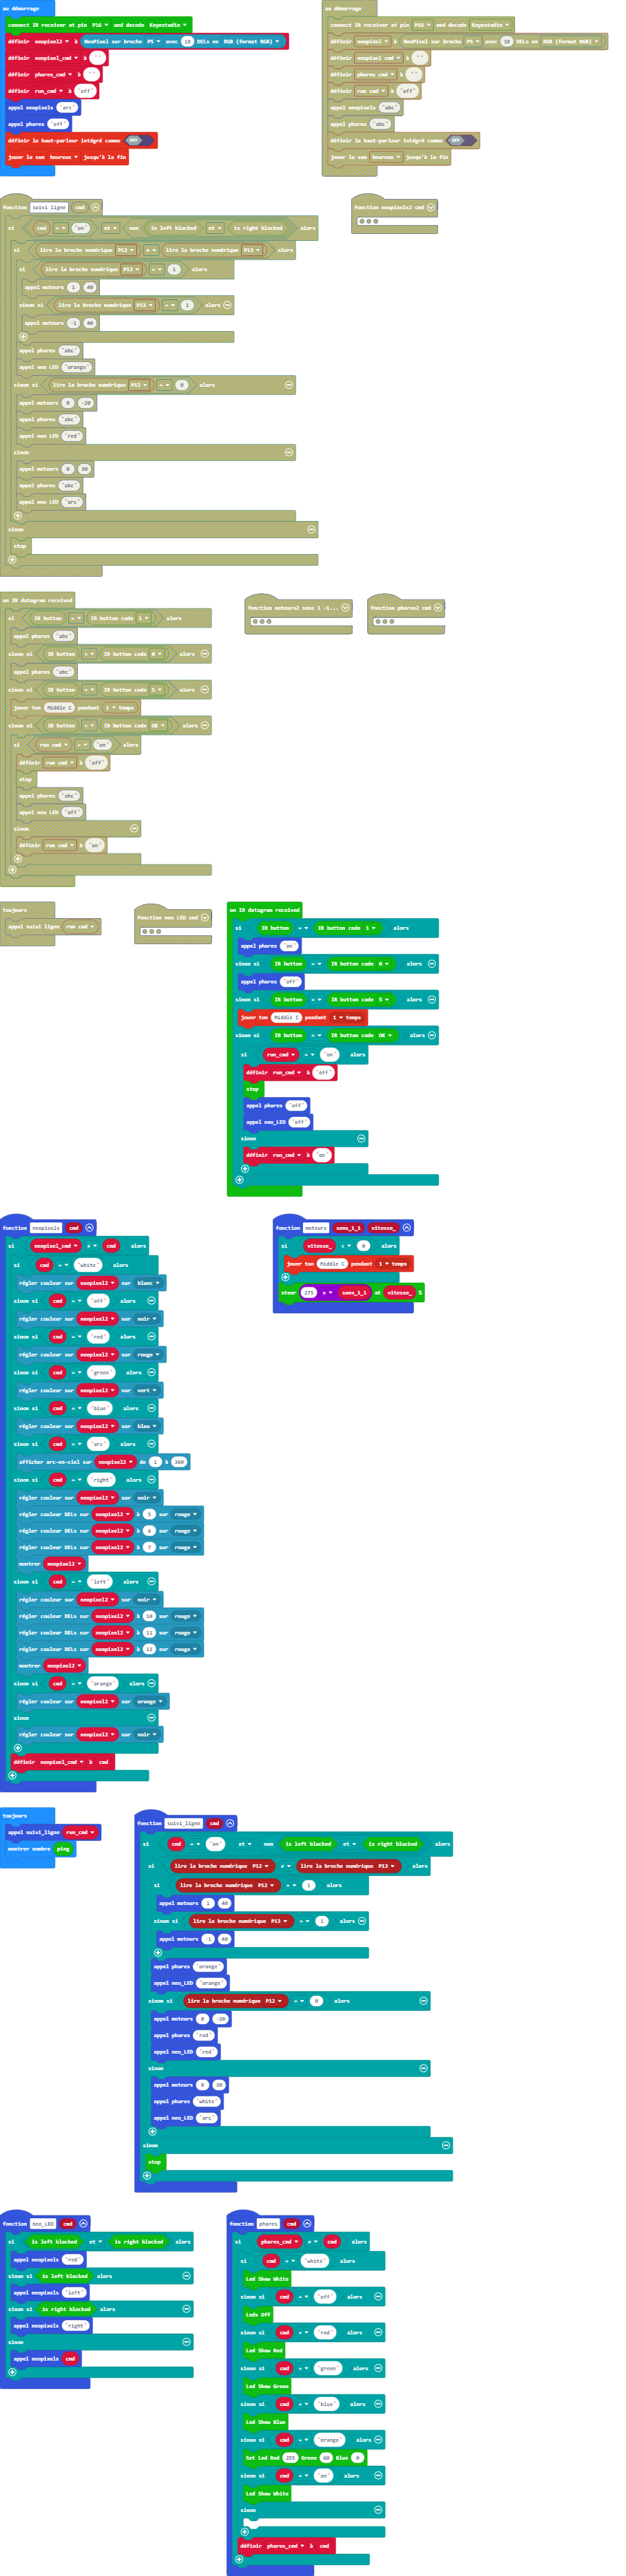 au démarrage
connect IR receiver at pin P16 and decode Keyestudio
définir neopixel2 à NeoPixel sur broche P5 avec 18 DELs en RGB (format RGB)
définir neopixel_cmd à " "
définir phares_cmd à " "
définir run_cmd à "off"
appel neopixels "arc"
appel phares "off"
définir le haut-parleur intégré comme OFF
jouer le son heureux jusqu'à la fin
au démarrage
connect IR receiver at pin P16 and decode Keyestudio
définir neopixel à NeoPixel sur broche P5 avec 18 DELs en RGB (format RGB)
définir neopixel cmd à " "
définir phares cmd à " "
définir run cmd à "off"
appel neopixels "abc"
appel phares "abc"
définir le haut-parleur intégré comme OFF
jouer le son heureux jusqu'à la fin
fonction suivi ligne cmd
si cmd = "on" et non is left blocked et is right blocked alors
si lire la broche numérique P12 ≠ lire la broche numérique P13 alors
si lire la broche numérique P12 = 1 alors
appel moteurs 1 40
sinon si lire la broche numérique P13 = 1 alors
appel moteurs -1 40
appel phares "abc"
appel neo LED "orange"
sinon si lire la broche numérique P12 = 0 alors
appel moteurs 0 -20
appel phares "abc"
appel neo LED "red"
sinon
appel moteurs 0 30
appel phares "abc"
appel neo LED "arc"
sinon
stop
fonction neopixels2 cmd
on IR datagram received
si IR button = IR button code 1 alors
appel phares "abc"
sinon si IR button = IR button code 0 alors
appel phares "abc"
sinon si IR button = IR button code 5 alors
jouer ton Middle C pendant 1 temps
sinon si IR button = IR button code OK alors
si run cmd = "on" alors
définir run cmd à "off"
stop
appel phares "abc"
appel neo LED "off"
sinon
définir run cmd à "on"
fonction moteurs2 sens 1 -1...
fonction phares2 cmd
toujours
appel suivi ligne run cmd
fonction neo LED cmd
on IR datagram received
si IR button = IR button code 1 alors
appel phares "on"
sinon si IR button = IR button code 0 alors
appel phares "off"
sinon si IR button = IR button code 5 alors
jouer ton Middle C pendant 1 temps
sinon si IR button = IR button code OK alors
si run_cmd = "on" alors
définir run_cmd à "off"
stop
appel phares "off"
appel neo_LED "off"
sinon
définir run_cmd à "on"
fonction neopixels cmd
si neopixel_cmd ≠ cmd alors
si cmd = "white" alors
régler couleur sur neopixel2 sur blanc
sinon si cmd = "off" alors
régler couleur sur neopixel2 sur noir
sinon si cmd = "red" alors
régler couleur sur neopixel2 sur rouge
sinon si cmd = "green" alors
régler couleur sur neopixel2 sur vert
sinon si cmd = "blue" alors
régler couleur sur neopixel2 sur bleu
sinon si cmd = "arc" alors
afficher arc-en-ciel sur neopixel2 de 1 à 360
sinon si cmd = "right" alors
régler couleur sur neopixel2 sur noir
régler couleur DELs sur neopixel2 à 5 sur rouge
régler couleur DELs sur neopixel2 à 6 sur rouge
régler couleur DELs sur neopixel2 à 7 sur rouge
montrer neopixel2
sinon si cmd = "left" alors
régler couleur sur neopixel2 sur noir
régler couleur DELs sur neopixel2 à 10 sur rouge
régler couleur DELs sur neopixel2 à 11 sur rouge
régler couleur DELs sur neopixel2 à 12 sur rouge
montrer neopixel2
sinon si cmd = "orange" alors
régler couleur sur neopixel2 sur orange
sinon
régler couleur sur neopixel2 sur noir
définir neopixel_cmd à cmd
fonction moteurs sens_1_1 vitesse_
si vitesse_ < 0 alors
jouer ton Middle C pendant 1 temps
steer 275 x sens_1_1 at vitesse_ %
toujours
appel suivi_ligne run_cmd
montrer nombre ping
fonction suivi_ligne cmd
si cmd = "on" et non is left blocked et is right blocked alors
si lire la broche numérique P12 ≠ lire la broche numérique P13 alors
si lire la broche numérique P12 = 1 alors
appel moteurs 1 40
sinon si lire la broche numérique P13 = 1 alors
appel moteurs -1 40
appel phares "orange"
appel neo_LED "orange"
sinon si lire la broche numérique P12 = 0 alors
appel moteurs 0 -20
appel phares "red"
appel neo_LED "red"
sinon
appel moteurs 0 30
appel phares "white"
appel neo_LED "arc"
sinon
stop
fonction neo_LED cmd
si is left blocked et is right blocked alors
appel neopixels "red"
sinon si is left blocked alors
appel neopixels "left"
sinon si is right blocked alors
appel neopixels "right"
sinon
appel neopixels cmd
fonction phares cmd
si phares_cmd ≠ cmd alors
si cmd = "white" alors
Led Show White
sinon si cmd = "off" alors
Leds Off
sinon si cmd = "red" alors
Led Show Red
sinon si cmd = "green" alors
Led Show Green
sinon si cmd = "blue" alors
Led Show Blue
sinon si cmd = "orange" alors
Set Led Red 255 Green 60 Blue 0
sinon si cmd = "on" alors
Led Show White
sinon
définir phares_cmd à cmd